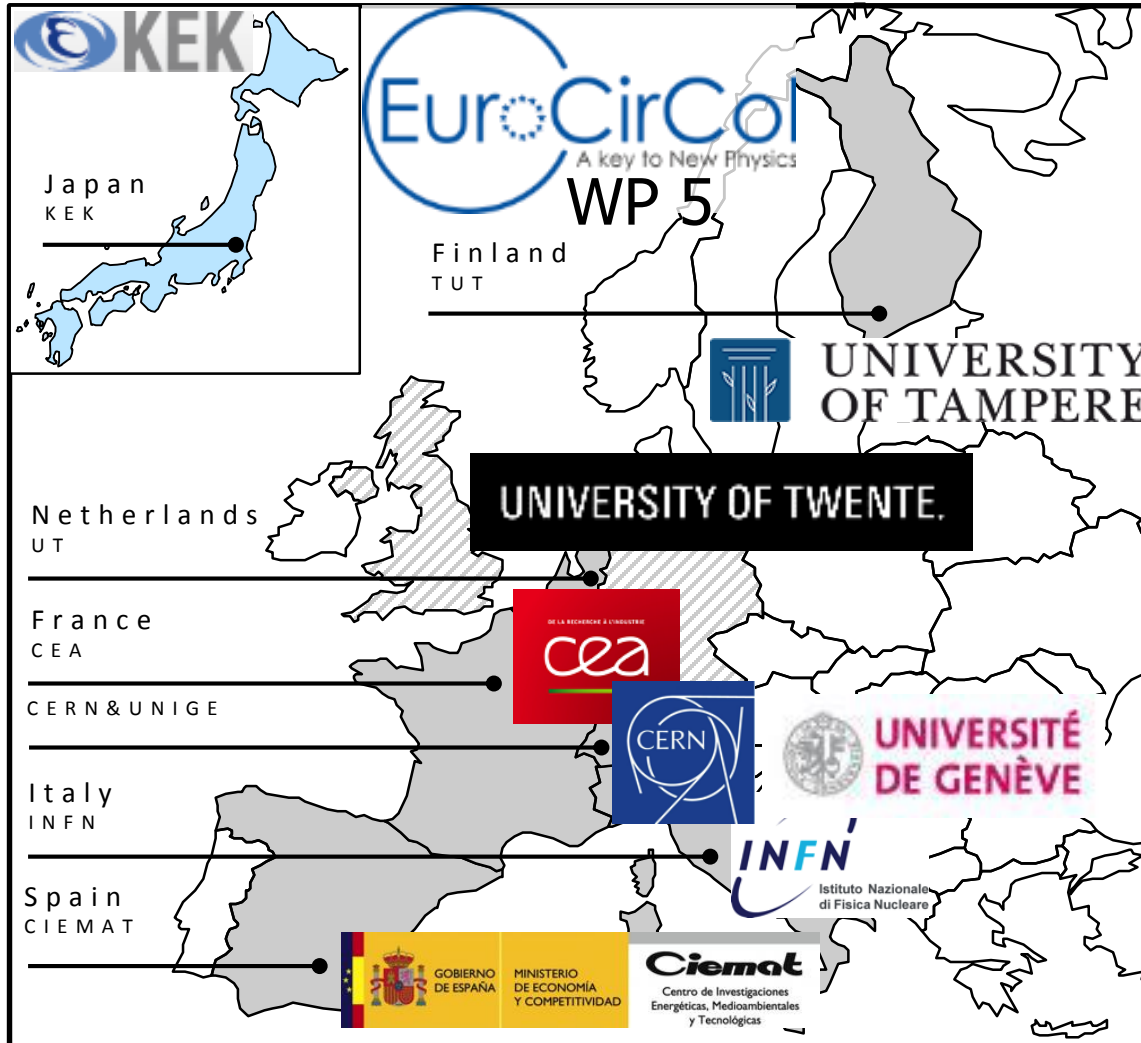 KEK
EuroCirCol
A key to New Physics
WP 5
Japan
KEK
Finland
TUT
UNIVERSITY
OF TAMPERE
UNIVERSITY OF TWENTE.
Netherlands
UT
France
CEA
DE LA RECHERCHE À L'INDUSTRIE
cea
CERN&UNIGE
CERN
UNIVERSITÉ
DE GENÈVE
Italy
INFN
INFN
Istituto Nazionale
di Fisica Nucleare
Spain
CIEMAT
GOBIERNO
DE ESPAÑA
MINISTERIO
DE ECONOMÍA
Y COMPETITIVIDAD
Ciemat
Centro de Investigaciones
Energéticas, Medioambientales
y Tecnológicas